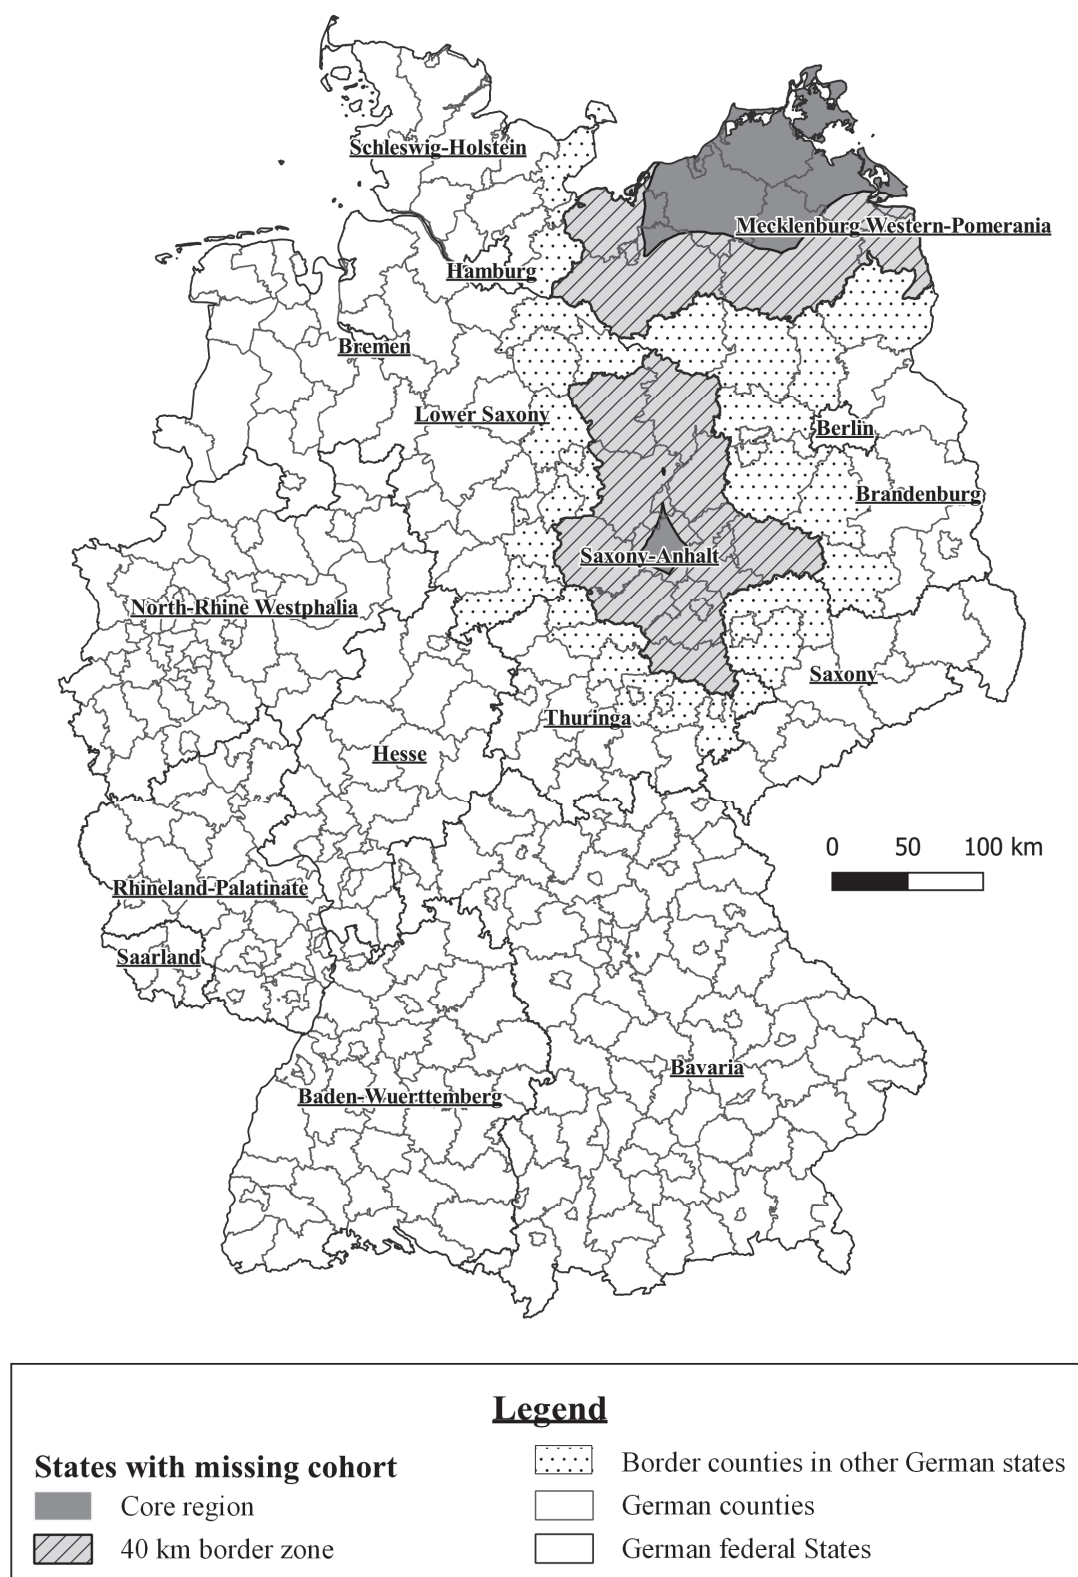 Schleswig-Holstein
Mecklenburg Western-Pomerania
Hamburg
Bremen
Lower Saxony
Berlin
Brandenburg
Saxony-Anhalt
North-Rhine Westphalia
Saxony
Thuringa
Hesse
0 50 100 km
Rhineland-Palatinate
Saarland
Bavaria
Baden-Wuerttemberg
Legend
States with missing cohort
Core region
40 km border zone
Border counties in other German states
German counties
German federal States